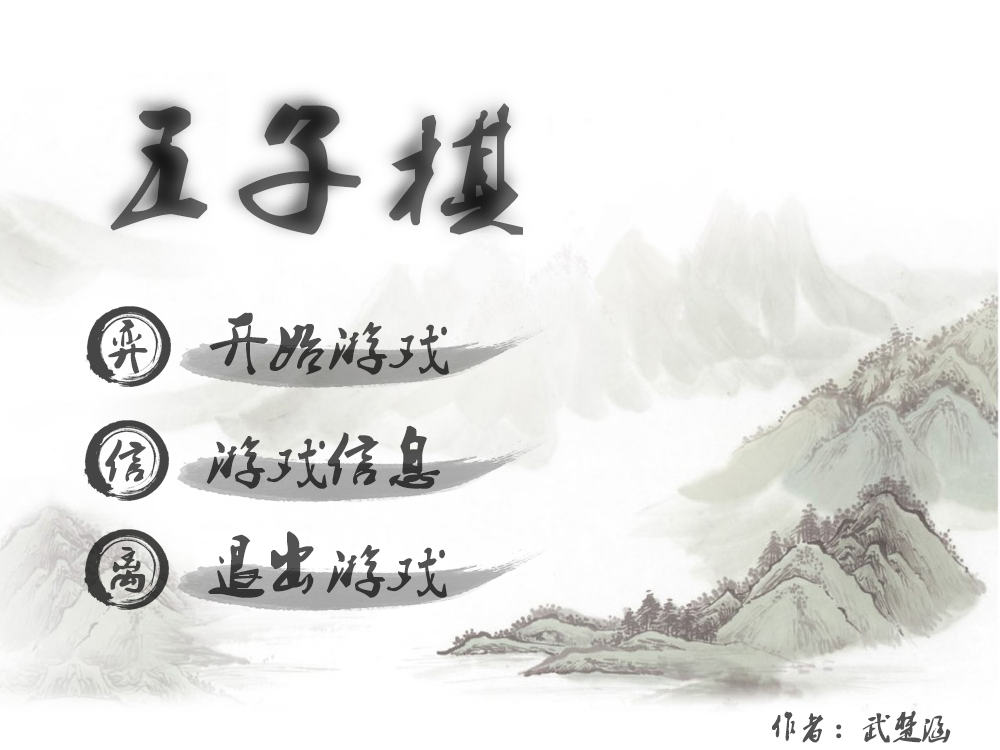 五子棋
弈 开始游戏
信 游戏信息
离 退出游戏
作者：武楚涵